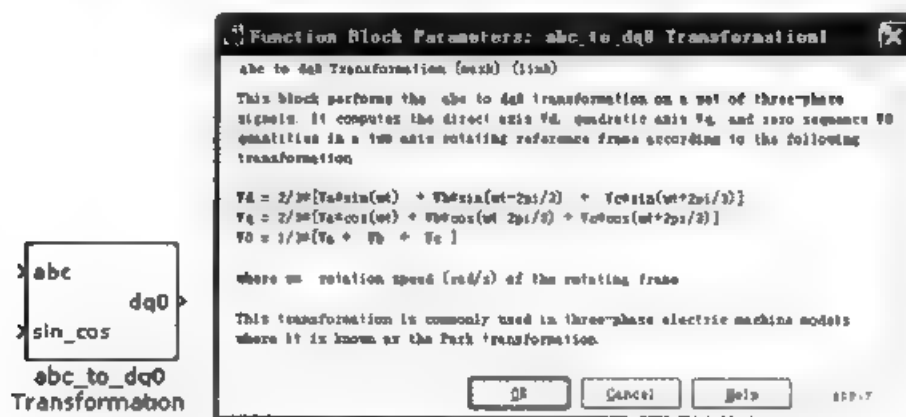 Function Block Parameters: abc_to_dq0 Transformation1
abc to dq0 Transformation (mask) (link)
This block performs the abc to dq0 transformation on a set of three-phase
signals. It computes the direct axis Vd, quadratic axis Vq, and zero sequence V0
quantities in a two axis rotating reference frame according to the following
transformation
Vd = 2/3*[Va*sin(wt) + Vb*sin(wt-2pi/3) + Vc*sin(wt+2pi/3)]
Vq = 2/3*[Va*cos(wt) + Vb*cos(wt-2pi/3) + Vc*cos(wt+2pi/3)]
V0 = 1/3*[Va + Vb + Vc ]
where w= rotation speed (rad/s) of the rotating frame
This transformation is commonly used in three-phase electric machine models
where it is known as the Park transformation
OK Cancel Help Apply
abc
dq0
sin_cos
abc_to_dq0
Transformation